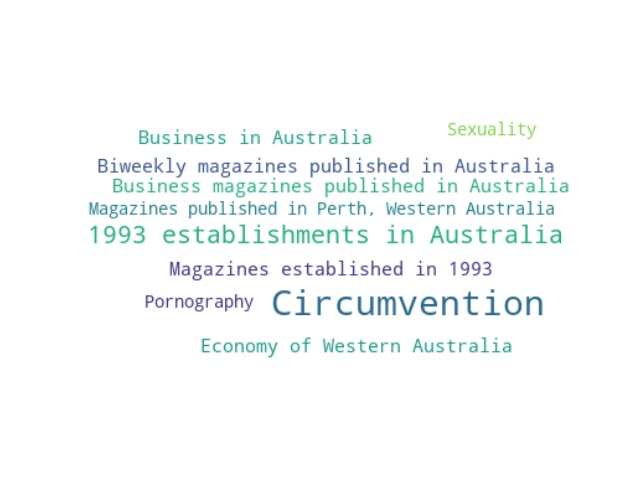 Sexuality
Business in Australia
Biweekly magazines published in Australia
Business magazines published in Australia
Magazines published in Perth, Western Australia
1993 establishments in Australia
Magazines established in 1993
Pornography Circumvention
Economy of Western Australia